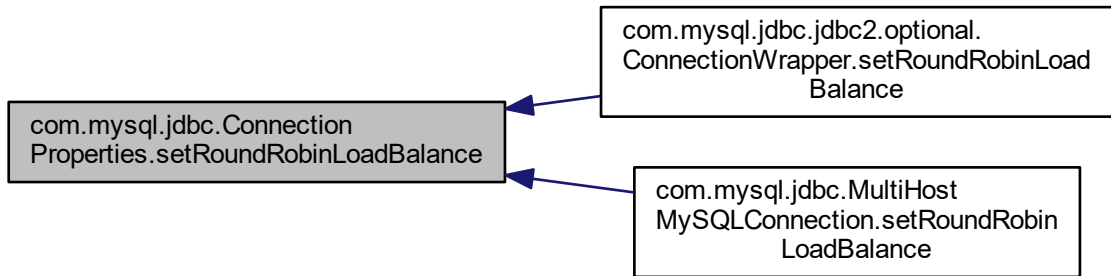 com.mysql.jdbc.Connection
Properties.setRoundRobinLoadBalance
com.mysql.jdbc.jdbc2.optional.
ConnectionWrapper.setRoundRobinLoad
Balance
com.mysql.jdbc.MultiHost
MySQLConnection.setRoundRobin
LoadBalance